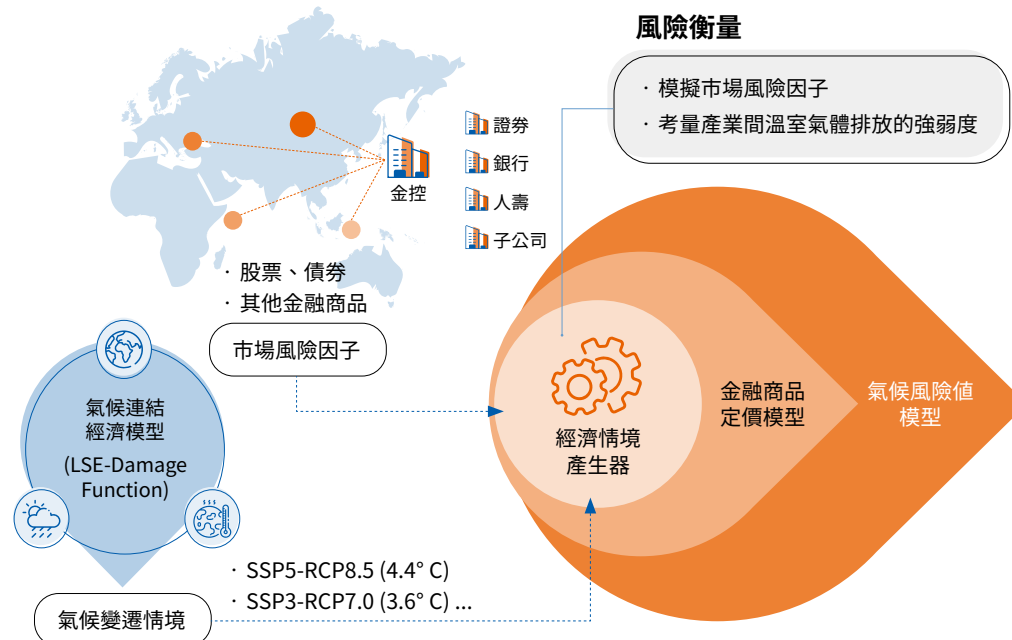 風險衡量
· 模擬市場風險因子
· 考量產業間溫室氣體排放的強弱度
金控
證券
銀行
人壽
子公司
· 股票、債券
· 其他金融商品
市場風險因子
氣候連結
經濟模型
(LSE-Damage
Function)
· SSP5-RCP8.5 (4.4° C)
· SSP3-RCP7.0 (3.6° C) ...
氣候變遷情境
經濟情境
產生器
金融商品
定價模型
氣候風險值
模型